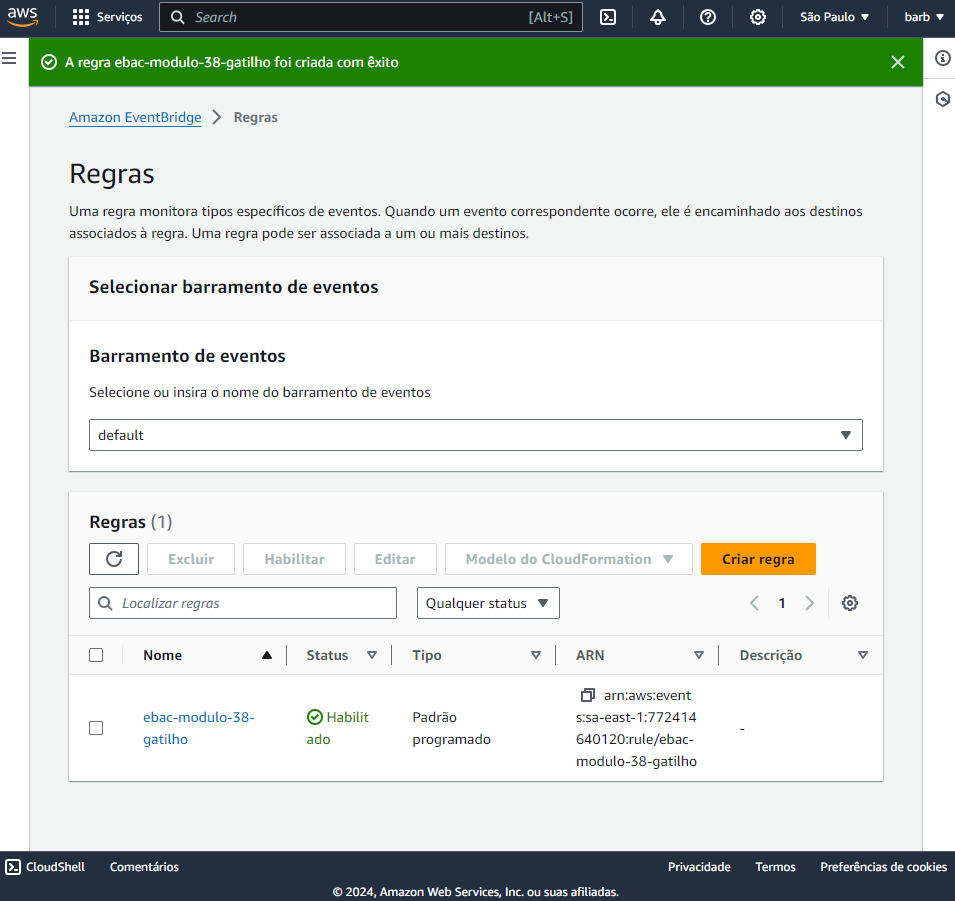 aws
Serviços
Search
[Alt+S]
São Paulo
barb
A regra ebac-modulo-38-gatilho foi criada com êxito
Amazon EventBridge
Regras
Regras
Uma regra monitora tipos específicos de eventos. Quando um evento correspondente ocorre, ele é encaminhado aos destinos
associados à regra. Uma regra pode ser associada a um ou mais destinos.
Selecionar barramento de eventos
Barramento de eventos
Selecione ou insira o nome do barramento de eventos
default
Regras (1)
Excluir
Habilitar
Editar
Modelo do CloudFormation
Criar regra
Localizar regras
Qualquer status
1
Nome
Status
Tipo
ARN
Descrição
ebac-modulo-38-
gatilho
Habilit
ado
Padrão
programado
arn:aws:event
s:sa-east-1:772414
640120:rule/ebac-
modulo-38-gatilho
-
CloudShell
Comentários
Privacidade
Termos
Preferências de cookies
© 2024, Amazon Web Services, Inc. ou suas afiliadas.